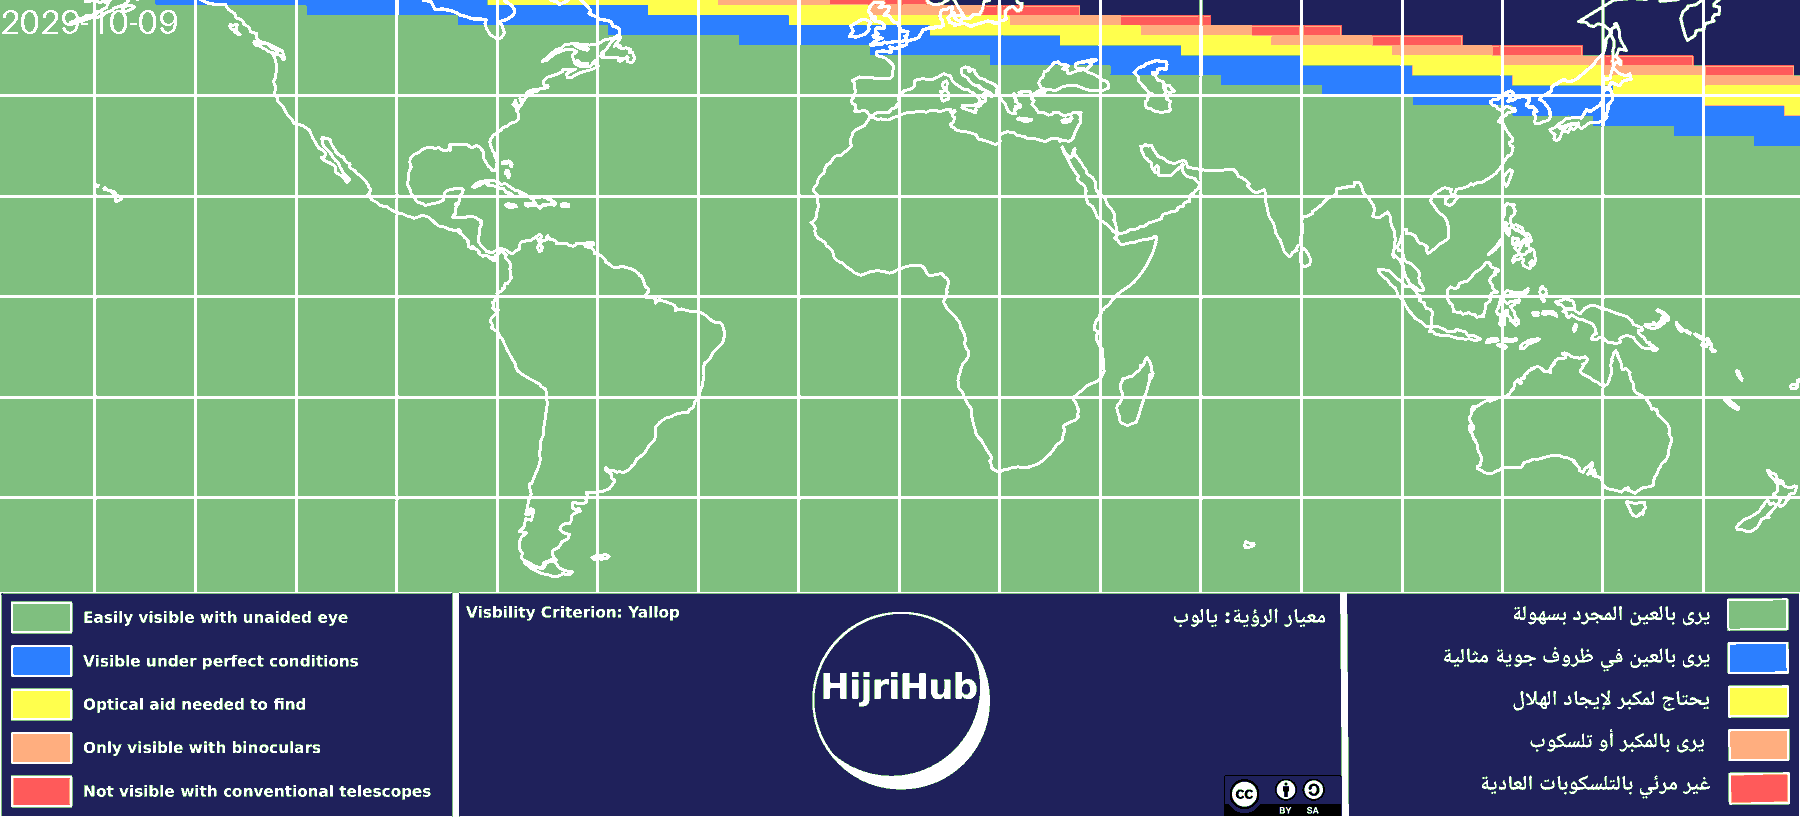 2029-10-09
Easily visible with unaided eye
Visible under perfect conditions
Optical aid needed to find
Only visible with binoculars
Not visible with conventional telescopes
Visbility Criterion: Yallop
معيار الرؤية: يالوب
HijriHub
cc
BY SA
يرى بالعين المجرد بسهولة
يرى بالعين في ظروف جوية مثالية
يحتاج لمكبر لإيجاد الهلال
يرى بالمكبر أو تلسكوب
غير مرئي بالتلسكوبات العادية